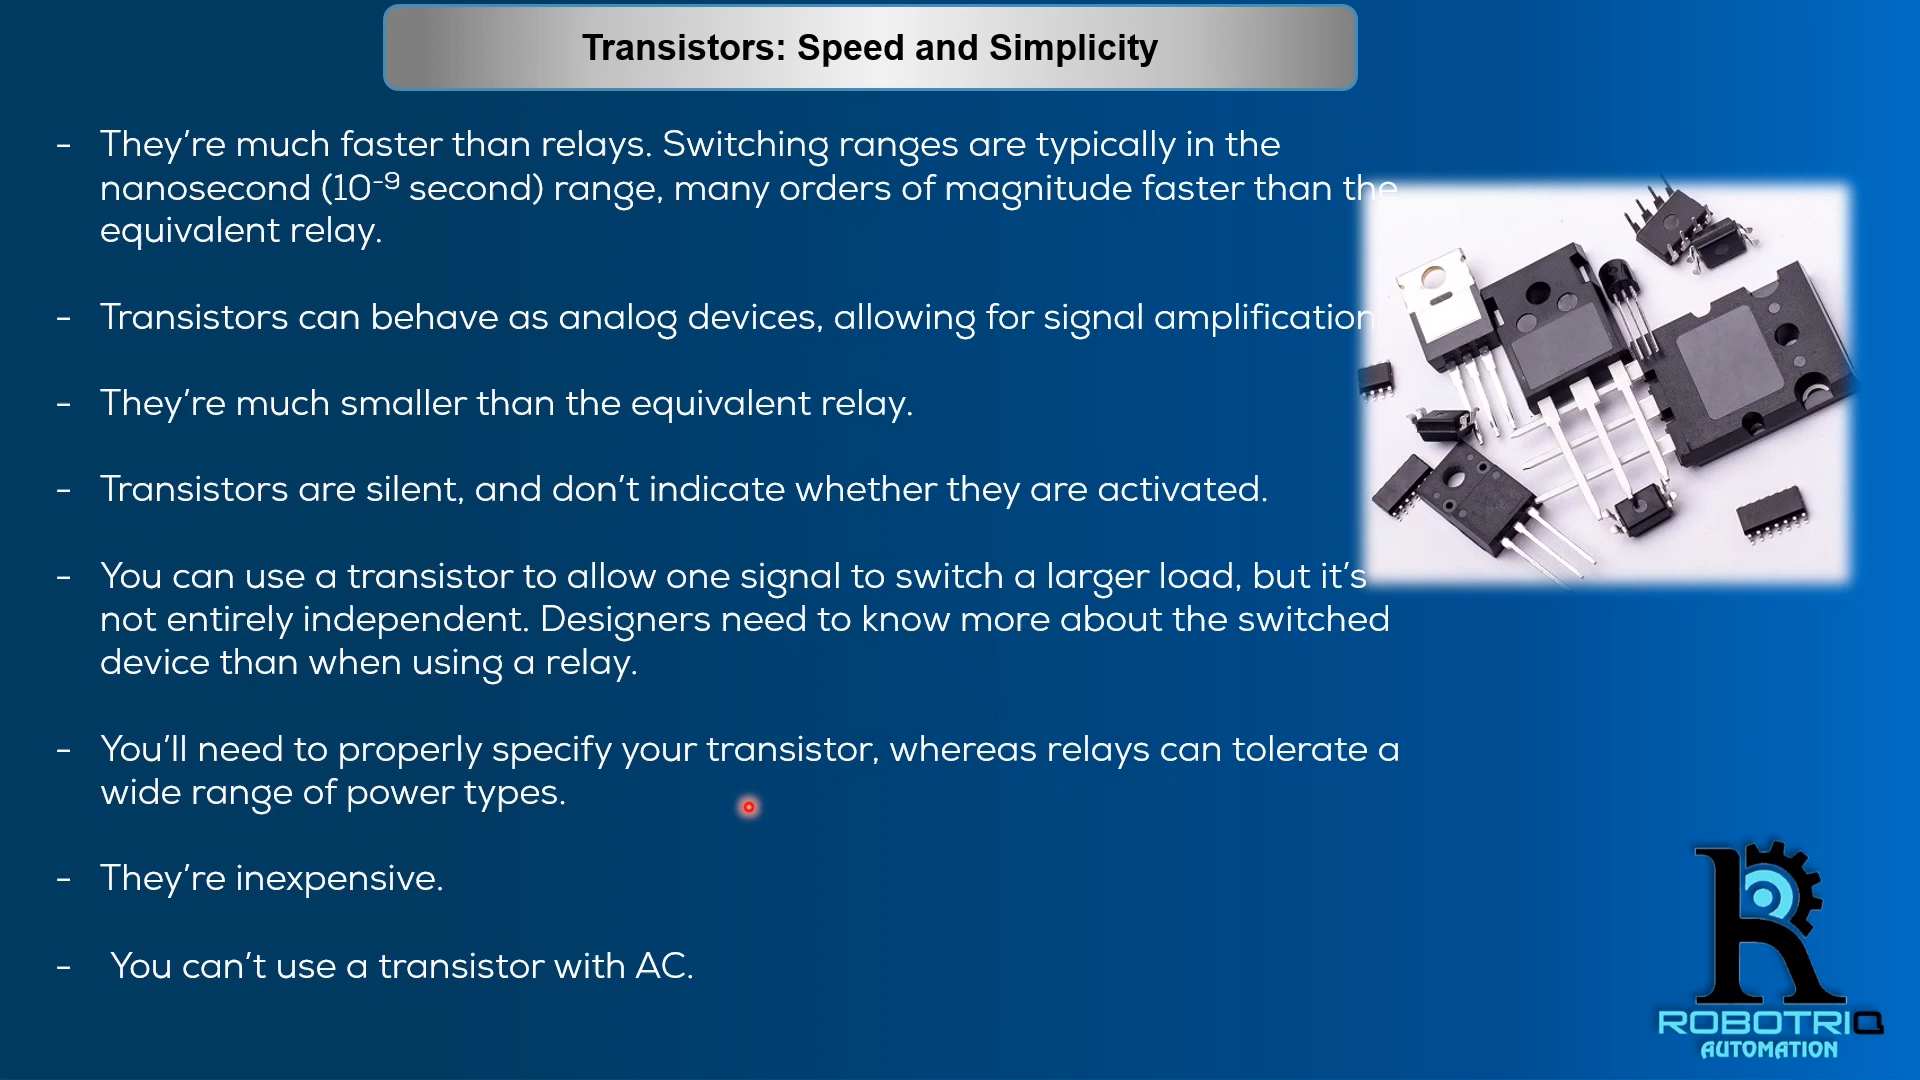 Transistors: Speed and Simplicity
- They’re much faster than relays. Switching ranges are typically in the
nanosecond (10⁻⁹ second) range, many orders of magnitude faster than the
equivalent relay.
- Transistors can behave as analog devices, allowing for signal amplification
- They’re much smaller than the equivalent relay.
- Transistors are silent, and don’t indicate whether they are activated.
- You can use a transistor to allow one signal to switch a larger load, but it’s
not entirely independent. Designers need to know more about the switched
device than when using a relay.
- You’ll need to properly specify your transistor, whereas relays can tolerate a
wide range of power types.
- They’re inexpensive.
- You can’t use a transistor with AC.
ROBOTRIQ
AUTOMATION